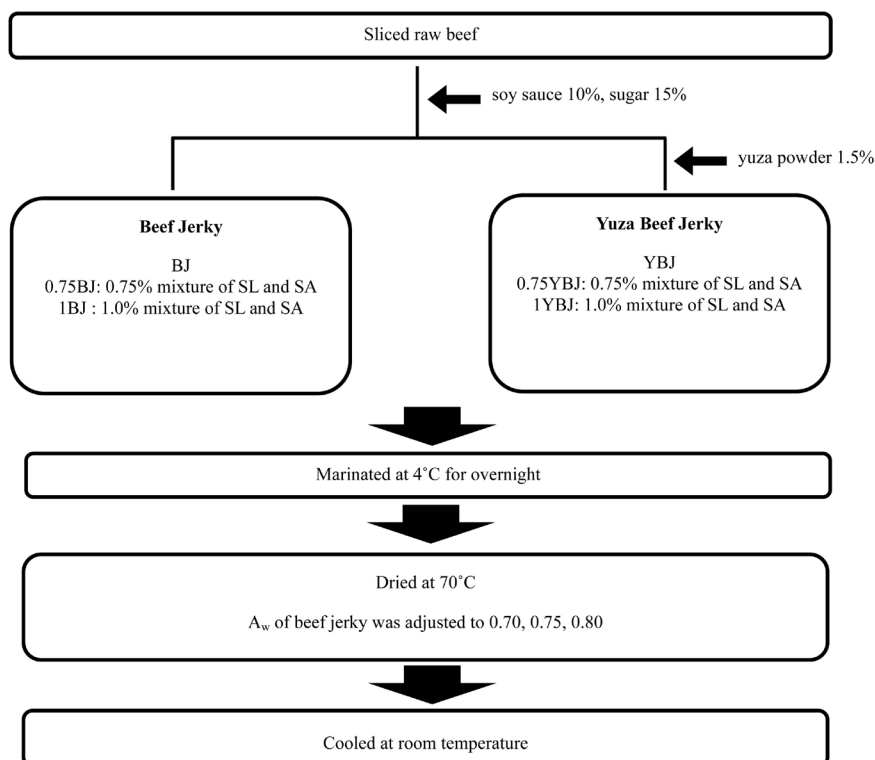 Sliced raw beef
soy sauce 10%, sugar 15%
yuza powder 1.5%
Beef Jerky
BJ
0.75BJ: 0.75% mixture of SL and SA
1BJ : 1.0% mixture of SL and SA
Yuza Beef Jerky
YBJ
0.75YBJ: 0.75% mixture of SL and SA
1YBJ: 1.0% mixture of SL and SA
Marinated at 4˚C for overnight
Dried at 70˚C
Aw of beef jerky was adjusted to 0.70, 0.75, 0.80
Cooled at room temperature